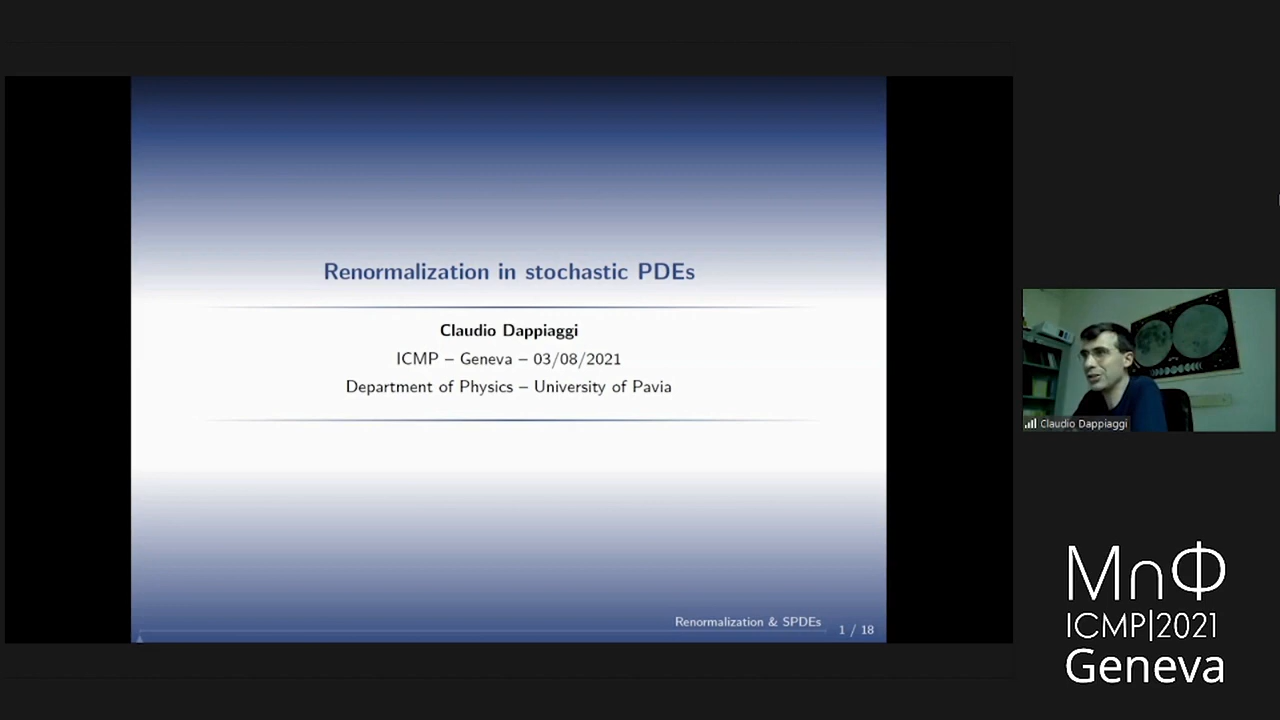 Renormalization in stochastic PDEs
Claudio Dappiaggi
ICMP – Geneva – 03/08/2021
Department of Physics – University of Pavia
Renormalization & SPDEs
1 / 18
Claudio Dappiaggi
M∩Φ
ICMP|2021
Geneva